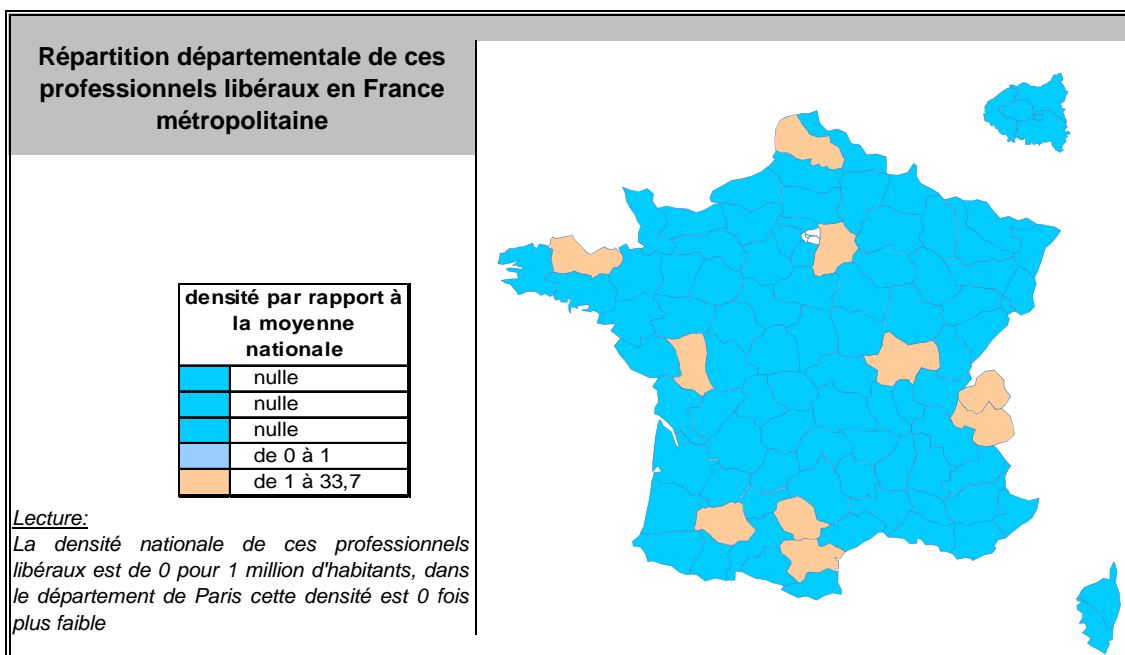 Répartition départementale de ces
professionnels libéraux en France
métropolitaine
densité par rapport à
la moyenne
nationale
nulle
nulle
nulle
de 0 à 1
de 1 à 33,7
Lecture:
La densité nationale de ces professionnels
libéraux est de 0 pour 1 million d'habitants, dans
le département de Paris cette densité est 0 fois
plus faible